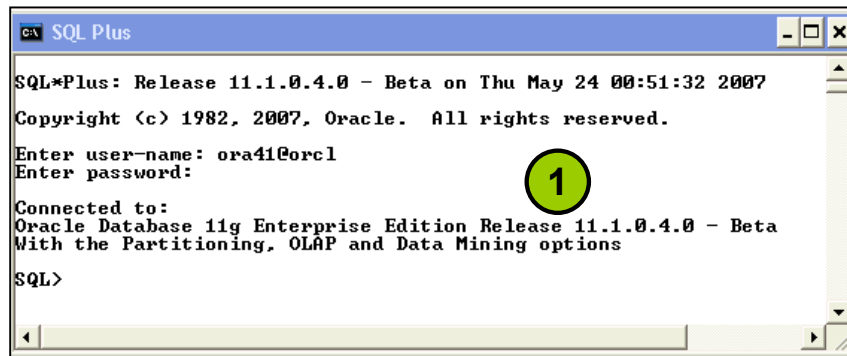 SQL Plus
SQL*Plus: Release 11.1.0.4.0 - Beta on Thu May 24 00:51:32 2007
Copyright (c) 1982, 2007, Oracle.  All rights reserved.
Enter user-name: ora41@orcl
Enter password:
1
Connected to:
Oracle Database 11g Enterprise Edition Release 11.1.0.4.0 - Beta
With the Partitioning, OLAP and Data Mining options
SQL>